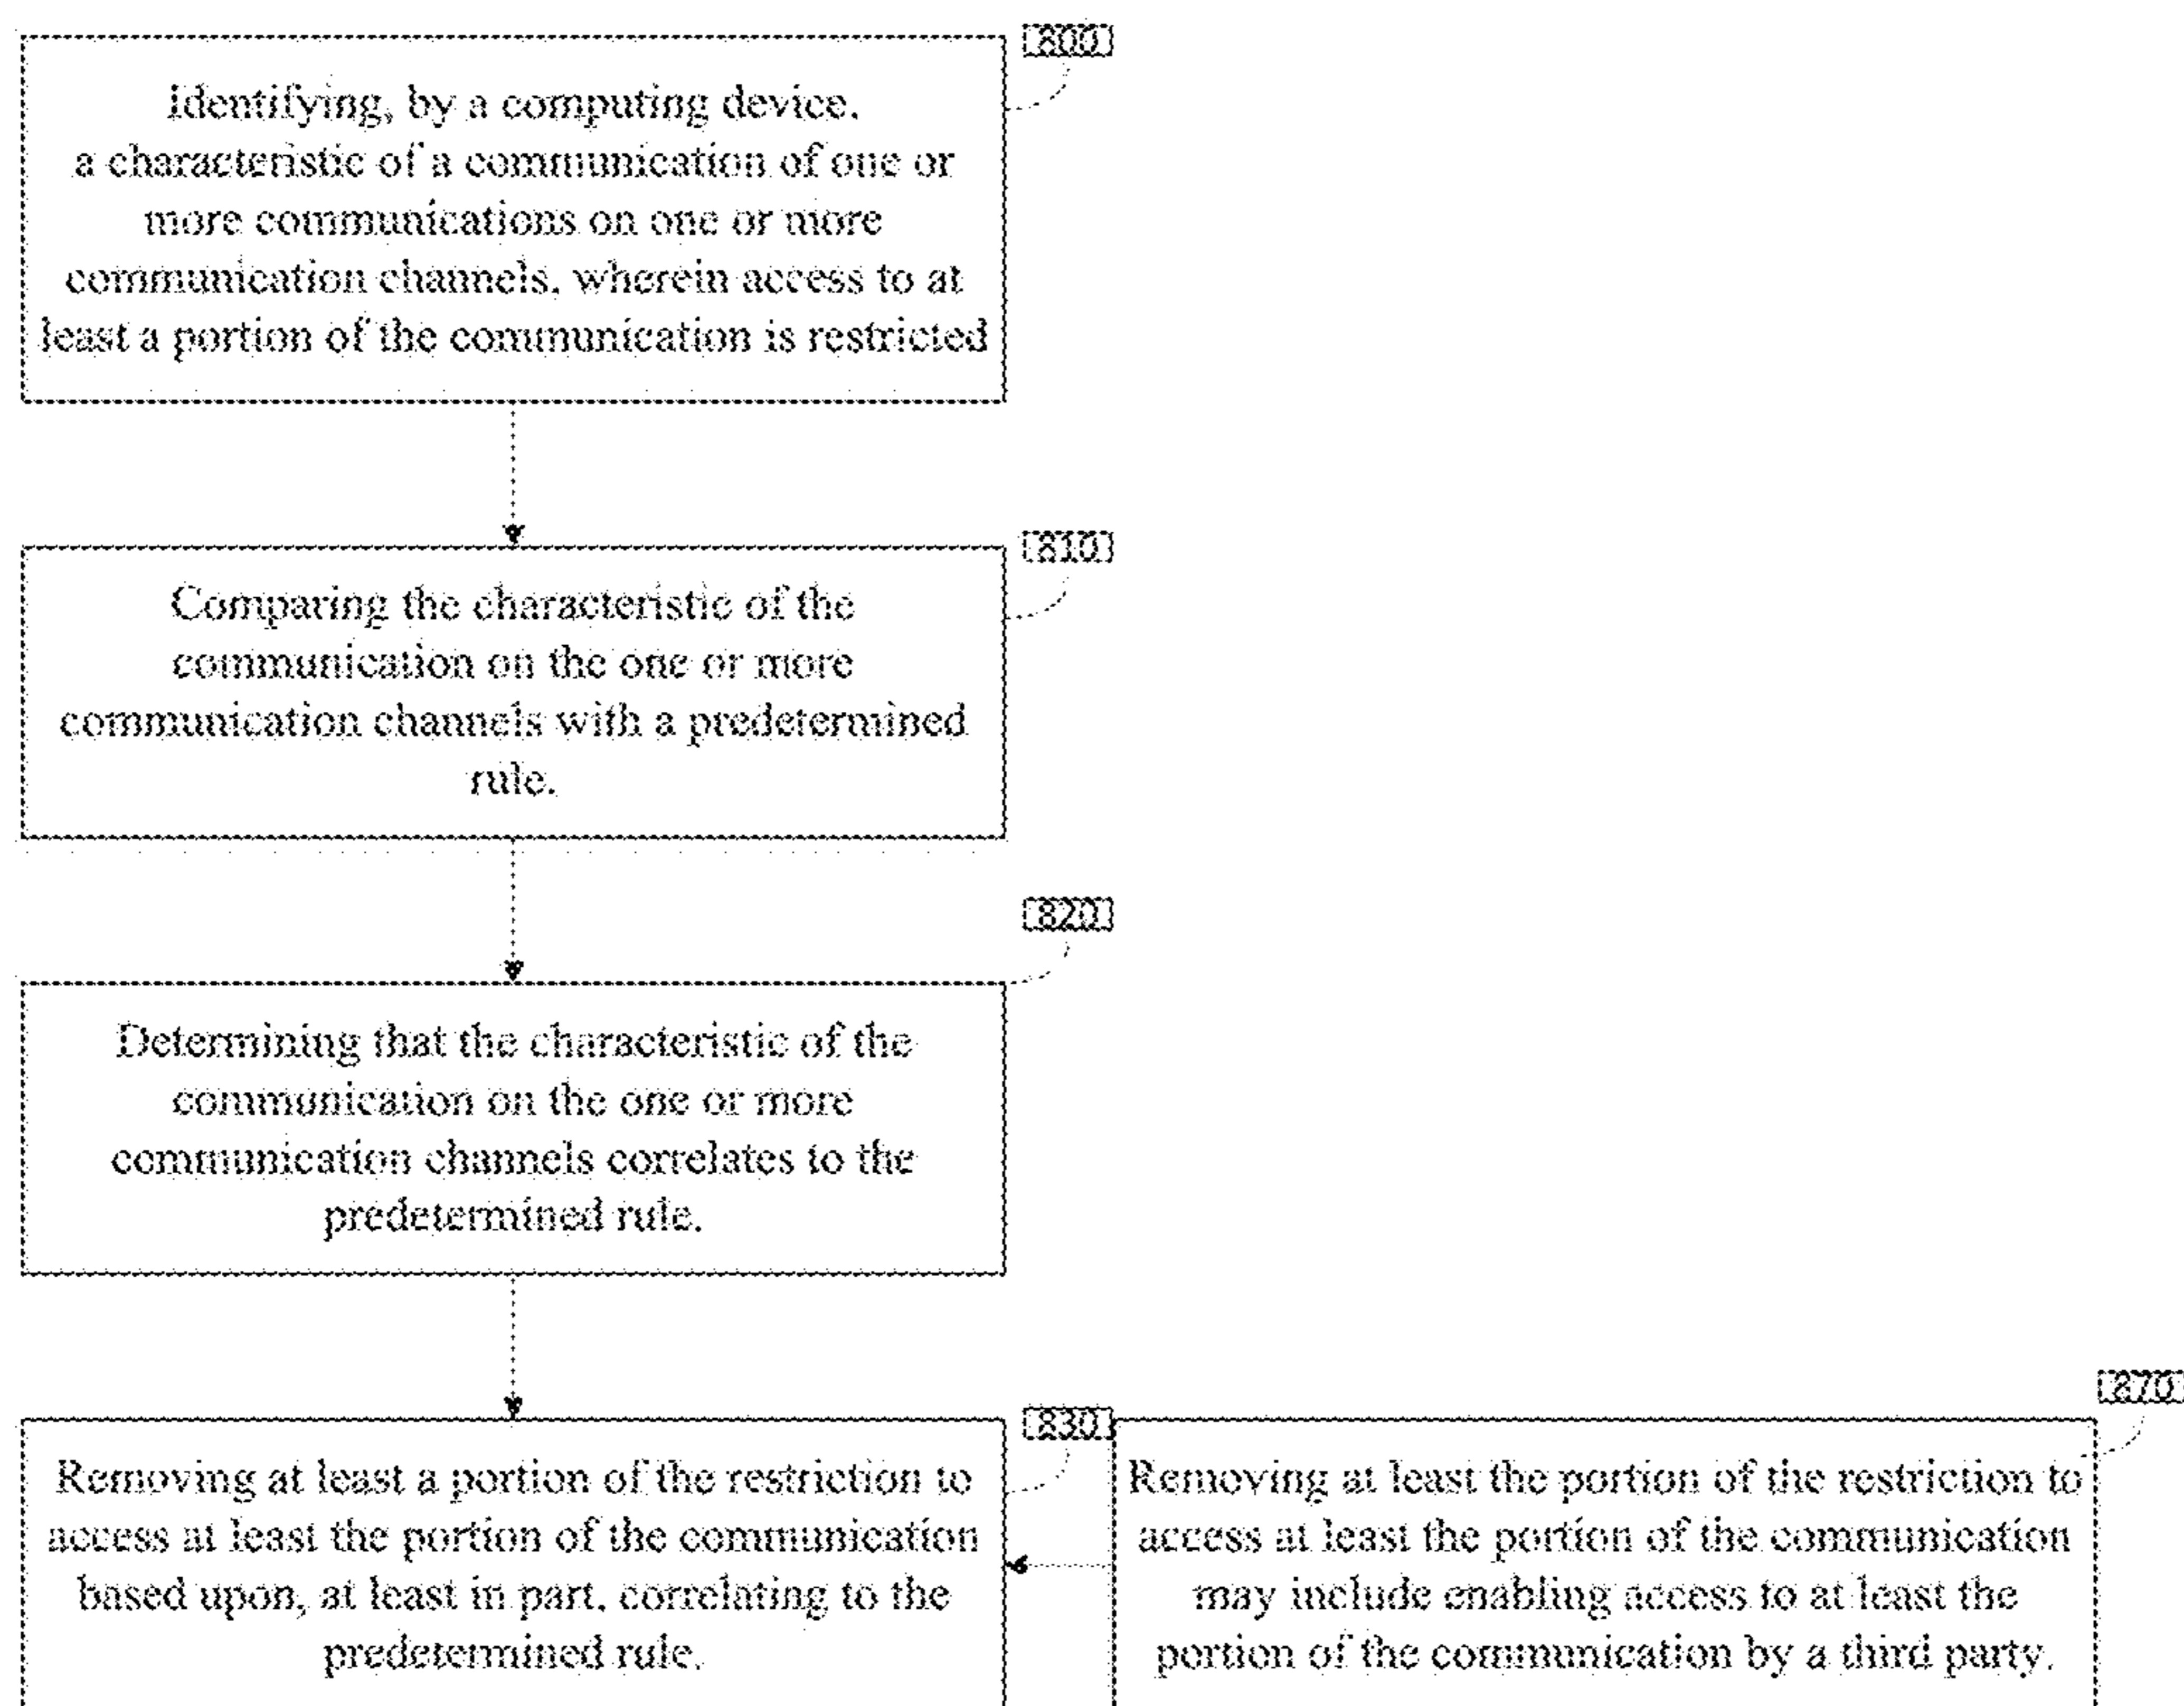 800
Identifying, by a computing device,
a characteristic of a communication of one or
more communications on one or more
communication channels, wherein access to at
least a portion of the communication is restricted
810
Comparing the characteristic of the
communication on the one or more
communication channels with a predetermined
rule.
820
Determining that the characteristic of the
communication on the one or more
communication channels correlates to the
predetermined rule.
830
Removing at least a portion of the restriction to
access at least the portion of the communication
based upon, at least in part, correlating to the
predetermined rule.
870
Removing at least the portion of the restriction to
access at least the portion of the communication
may include enabling access to at least the
portion of the communication by a third party.